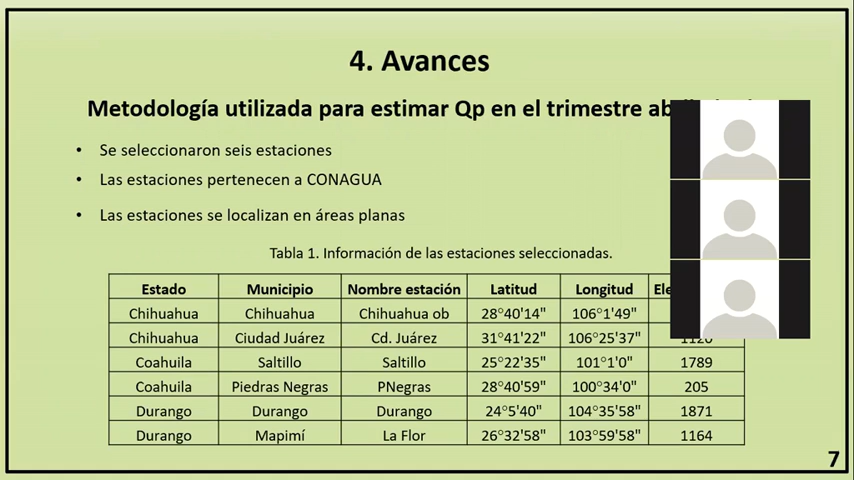 4. Avances
Metodología utilizada para estimar Qp en el trimestre
• Se seleccionaron seis estaciones
• Las estaciones pertenecen a CONAGUA
• Las estaciones se localizan en áreas planas
Tabla 1. Información de las estaciones seleccionadas.
Estado Municipio Nombre estación Latitud Longitud
Chihuahua Chihuahua Chihuahua ob 28°40'14" 106°1'49"
Chihuahua Ciudad Juárez Cd. Juárez 31°41'22" 106°25'37" 1120
Coahuila Saltillo Saltillo 25°22'35" 101°1'0" 1789
Coahuila Piedras Negras PNegras 28°40'59" 100°34'0" 205
Durango Durango Durango 24°5'40" 104°35'58" 1871
Durango Mapimí La Flor 26°32'58" 103°59'58" 1164
7